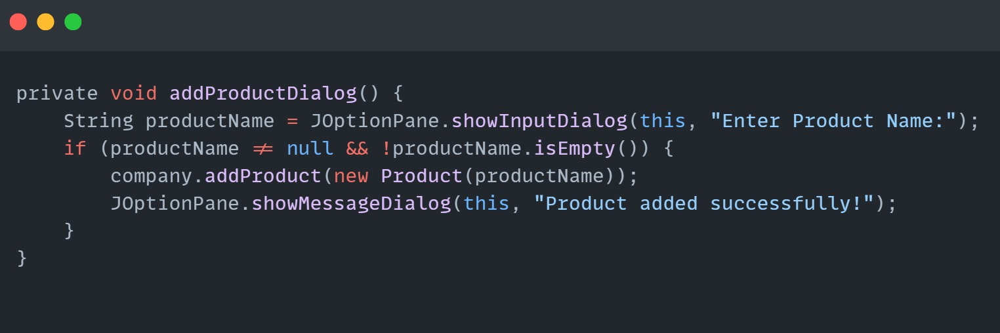 private void addProductDialog() {
    String productName = JOptionPane.showInputDialog(this, "Enter Product Name:");
    if (productName != null && !productName.isEmpty()) {
        company.addProduct(new Product(productName));
        JOptionPane.showMessageDialog(this, "Product added successfully!");
    }
}